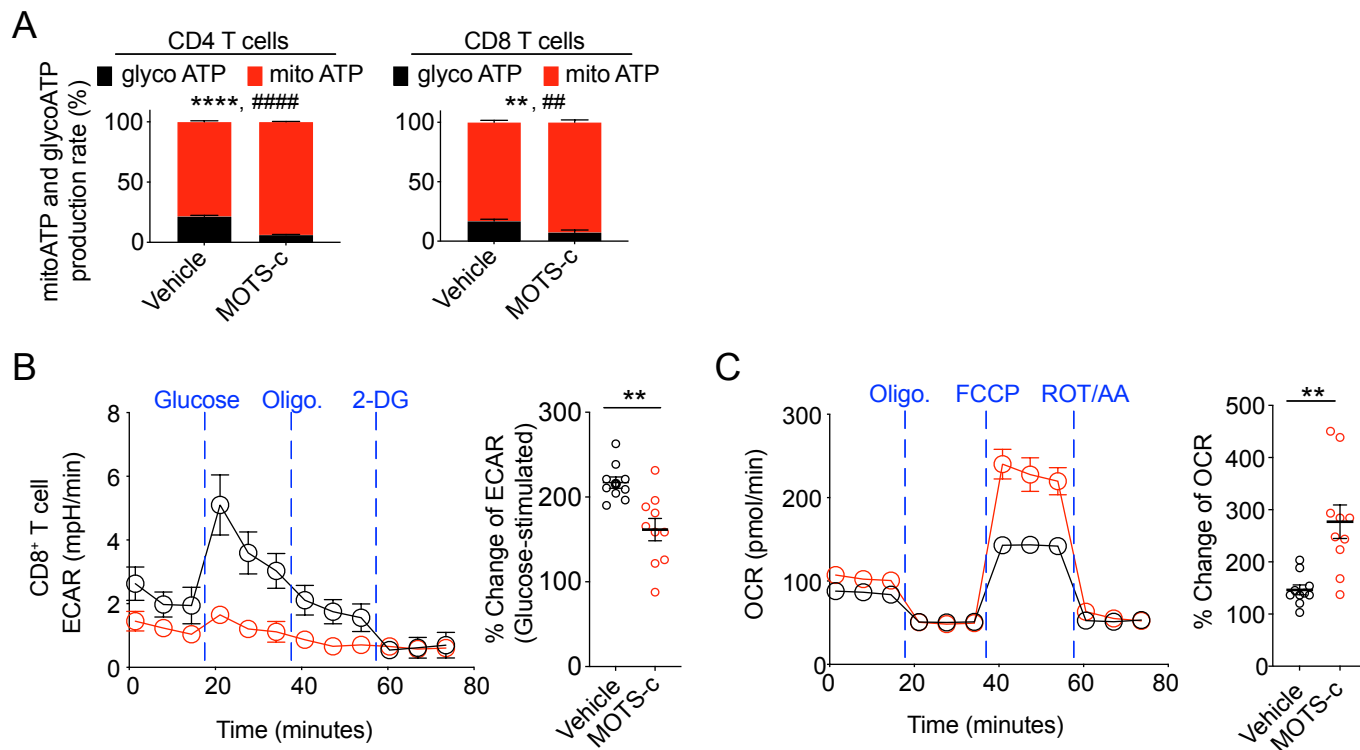 A
CD4 T cells
CD8 T cells
glyco ATP
mito ATP
glyco ATP
mito ATP
****, ####
**, ##
mitoATP and glycoATP
production rate (%)
100
50
0
100
50
0
Vehicle
MOTS-c
Vehicle
MOTS-c
B
Glucose
Oligo.
2-DG
CD8⁺ T cell
ECAR (mpH/min)
8
6
4
2
0
0
20
40
60
80
Time (minutes)
**
% Change of ECAR
(Glucose-stimulated)
300
200
100
0
Vehicle
MOTS-c
C
Oligo.
FCCP
ROT/AA
OCR (pmol/min)
300
200
100
0
0
20
40
60
80
Time (minutes)
**
% Change of OCR
500
400
300
200
100
0
Vehicle
MOTS-c